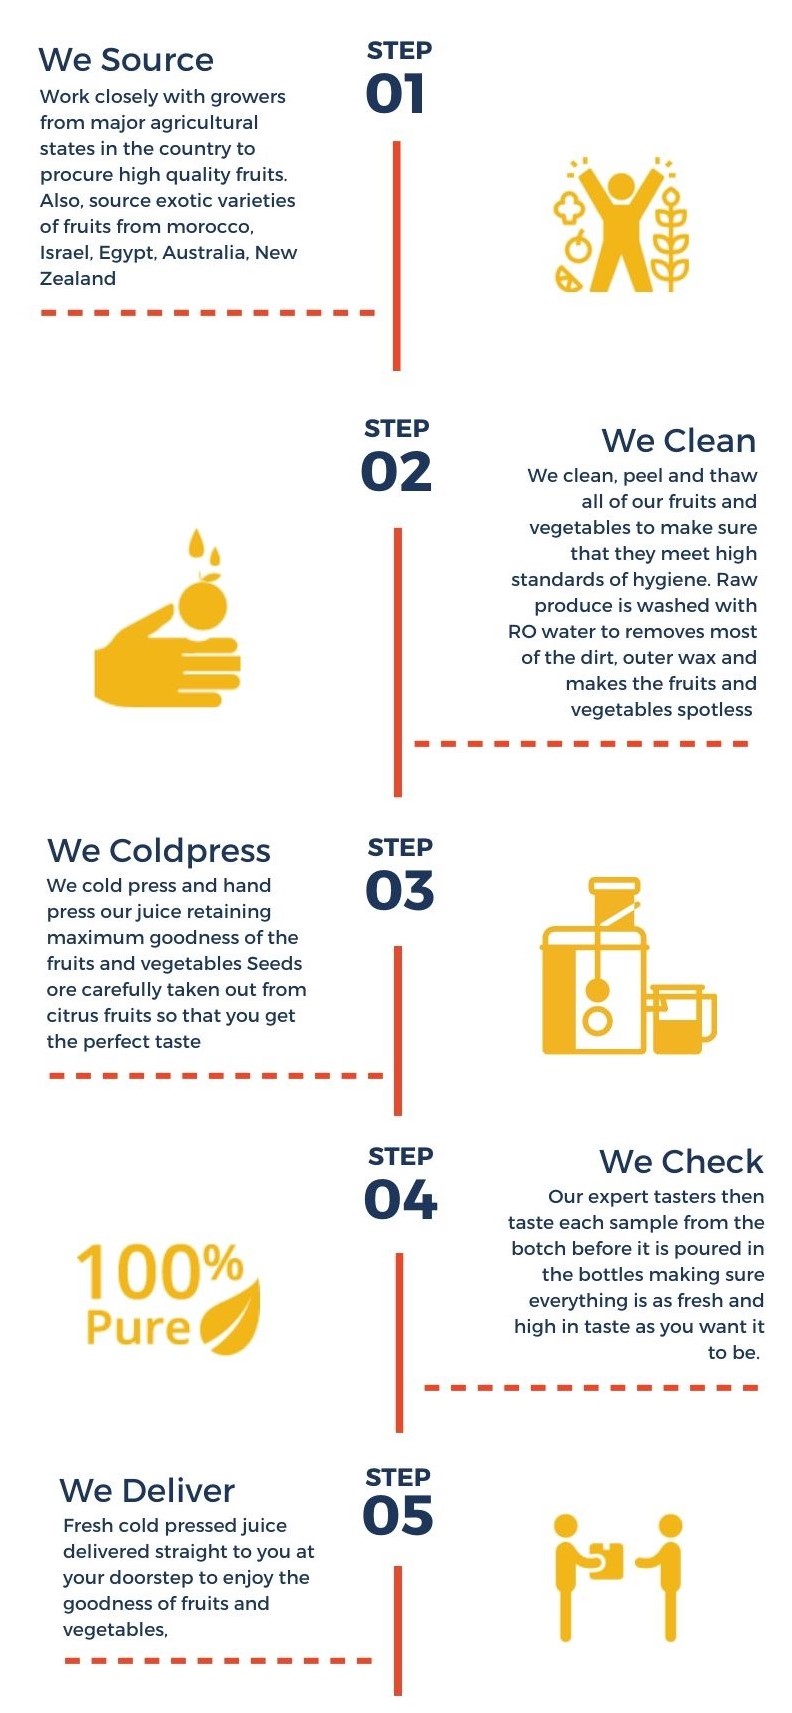 STEP
01
We Source
Work closely with growers
from major agricultural
states in the country to
procure high quality fruits.
Also, source exotic varieties
of fruits from morocco,
Israel, Egypt, Australia, New
Zealand
STEP
02
We Clean
We clean, peel and thaw
all of our fruits and
vegetables to make sure
that they meet high
standards of hygiene. Raw
produce is washed with
RO water to removes most
of the dirt, outer wax and
makes the fruits and
vegetables spotless
STEP
03
We Coldpress
We cold press and hand
press our juice retaining
maximum goodness of the
fruits and vegetables Seeds
ore carefully taken out from
citrus fruits so that you get
the perfect taste
STEP
04
We Check
Our expert tasters then
taste each sample from the
botch before it is poured in
the bottles making sure
everything is as fresh and
high in taste as you want it
to be.
100%
Pure
STEP
05
We Deliver
Fresh cold pressed juice
delivered straight to you at
your doorstep to enjoy the
goodness of fruits and
vegetables,